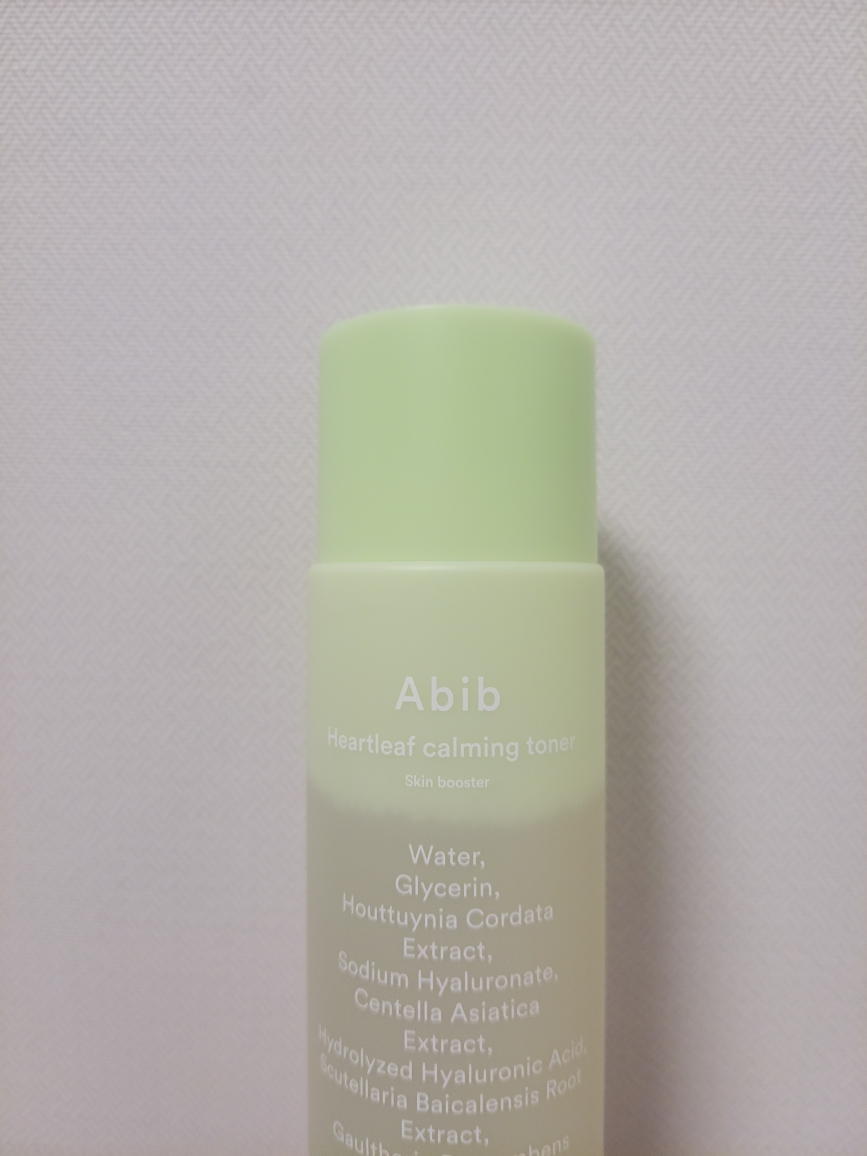 Abib
Heartleaf calming toner
Skin booster
Water,
Glycerin,
Houttuynia Cordata
Extract,
Sodium Hyaluronate,
Centella Asiatica
Extract,
Hydrolyzed Hyaluronic Acid,
Scutellaria Baicalensis Root
Extract,